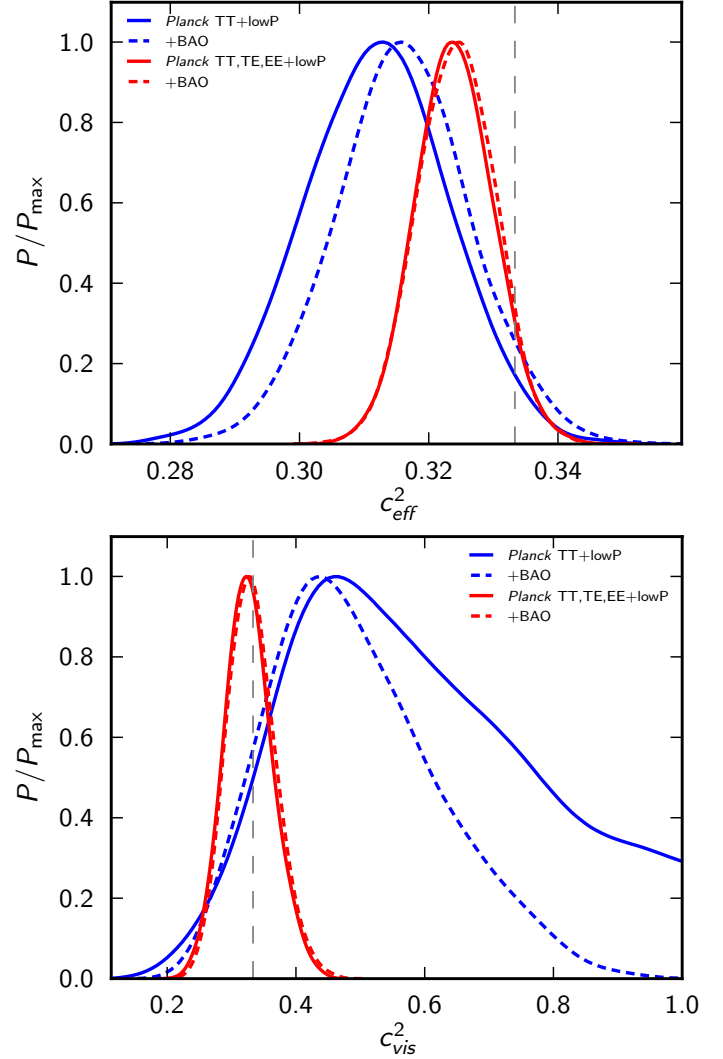 Planck TT+lowP
+BAO
Planck TT,TE,EE+lowP
+BAO
1.0
0.8
0.6
0.4
0.2
0.0
P/P_max
0.28 0.30 0.32 0.34
c²_eff
Planck TT+lowP
+BAO
Planck TT,TE,EE+lowP
+BAO
1.0
0.8
0.6
0.4
0.2
0.0
P/P_max
0.2 0.4 0.6 0.8 1.0
c²_vis